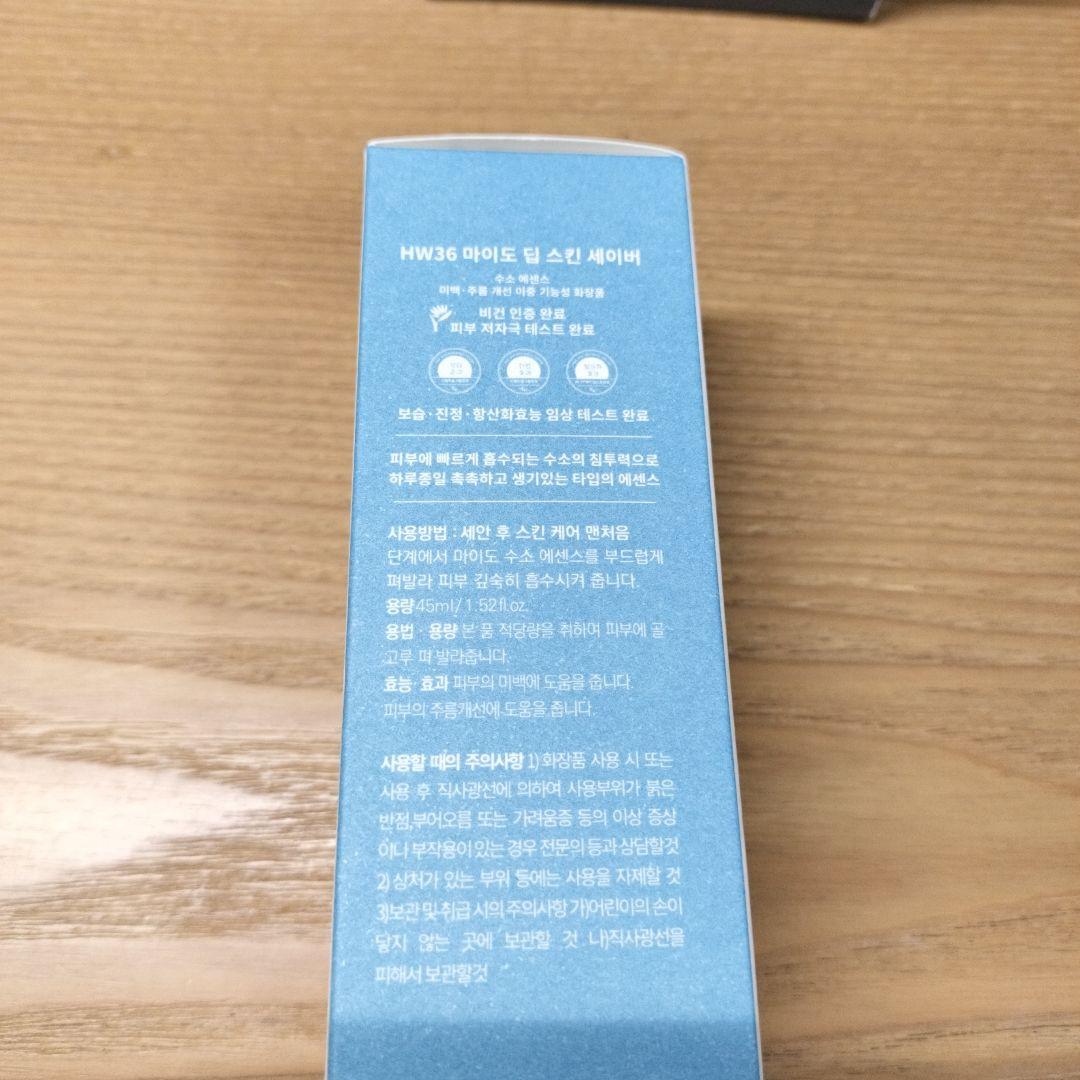 HW36 마이도 딥 스킨 세이버
수소 에센스
미백·주름 개선 이중 기능성 화장품
비건 인증 완료
피부 저자극 테스트 완료
보습·진정·항산화효능 임상 테스트 완료
피부에 빠르게 흡수되는 수소의 침투력으로
하루종일 촉촉하고 생기있는 타입의 에센스
사용방법 : 세안 후 스킨 케어 맨처음
단계에서 마이도 수소 에센스를 부드럽게
펴발라 피부 깊숙히 흡수시켜 줍니다.
용량 45ml/1.52fl.oz.
용법·용량 본 품 적당량을 취하여 피부에 골
고루 펴 발라줍니다.
효능·효과 피부의 미백에 도움을 줍니다.
피부의 주름개선에 도움을 줍니다.
사용할 때의 주의사항 1) 화장품 사용 시 또는
사용 후 직사광선에 의하여 사용부위가 붉은
반점,부어오름 또는 가려움증 등의 이상 증상
이나 부작용이 있는 경우 전문의 등과 상담할것
2) 상처가 있는 부위 등에는 사용을 자제할 것
3)보관 및 취급 시의 주의사항 가)어린이의 손이
닿지 않는 곳에 보관할 것 나)직사광선을
피해서 보관할것